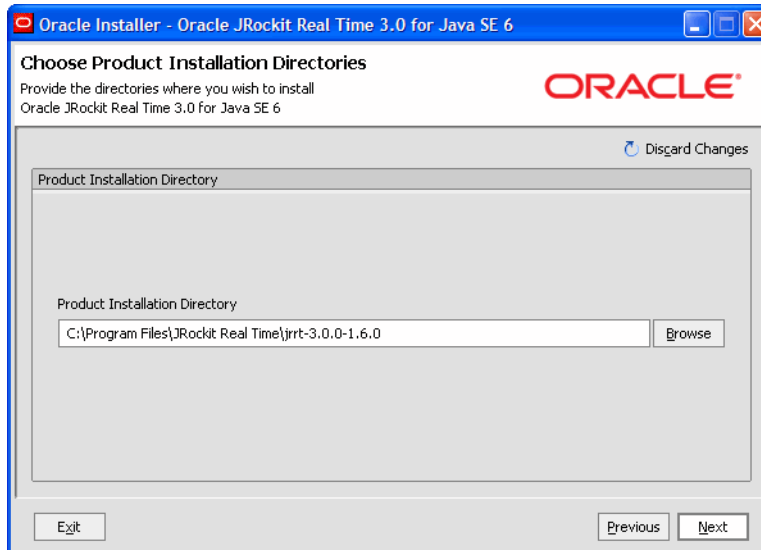 Oracle Installer - Oracle JRockit Real Time 3.0 for Java SE 6
Choose Product Installation Directories
Provide the directories where you wish to install
Oracle JRockit Real Time 3.0 for Java SE 6
ORACLE®
Discard Changes
Product Installation Directory
Product Installation Directory
C:\Program Files\JRockit Real Time\jrrt-3.0.0-1.6.0
Browse
Exit
Previous
Next